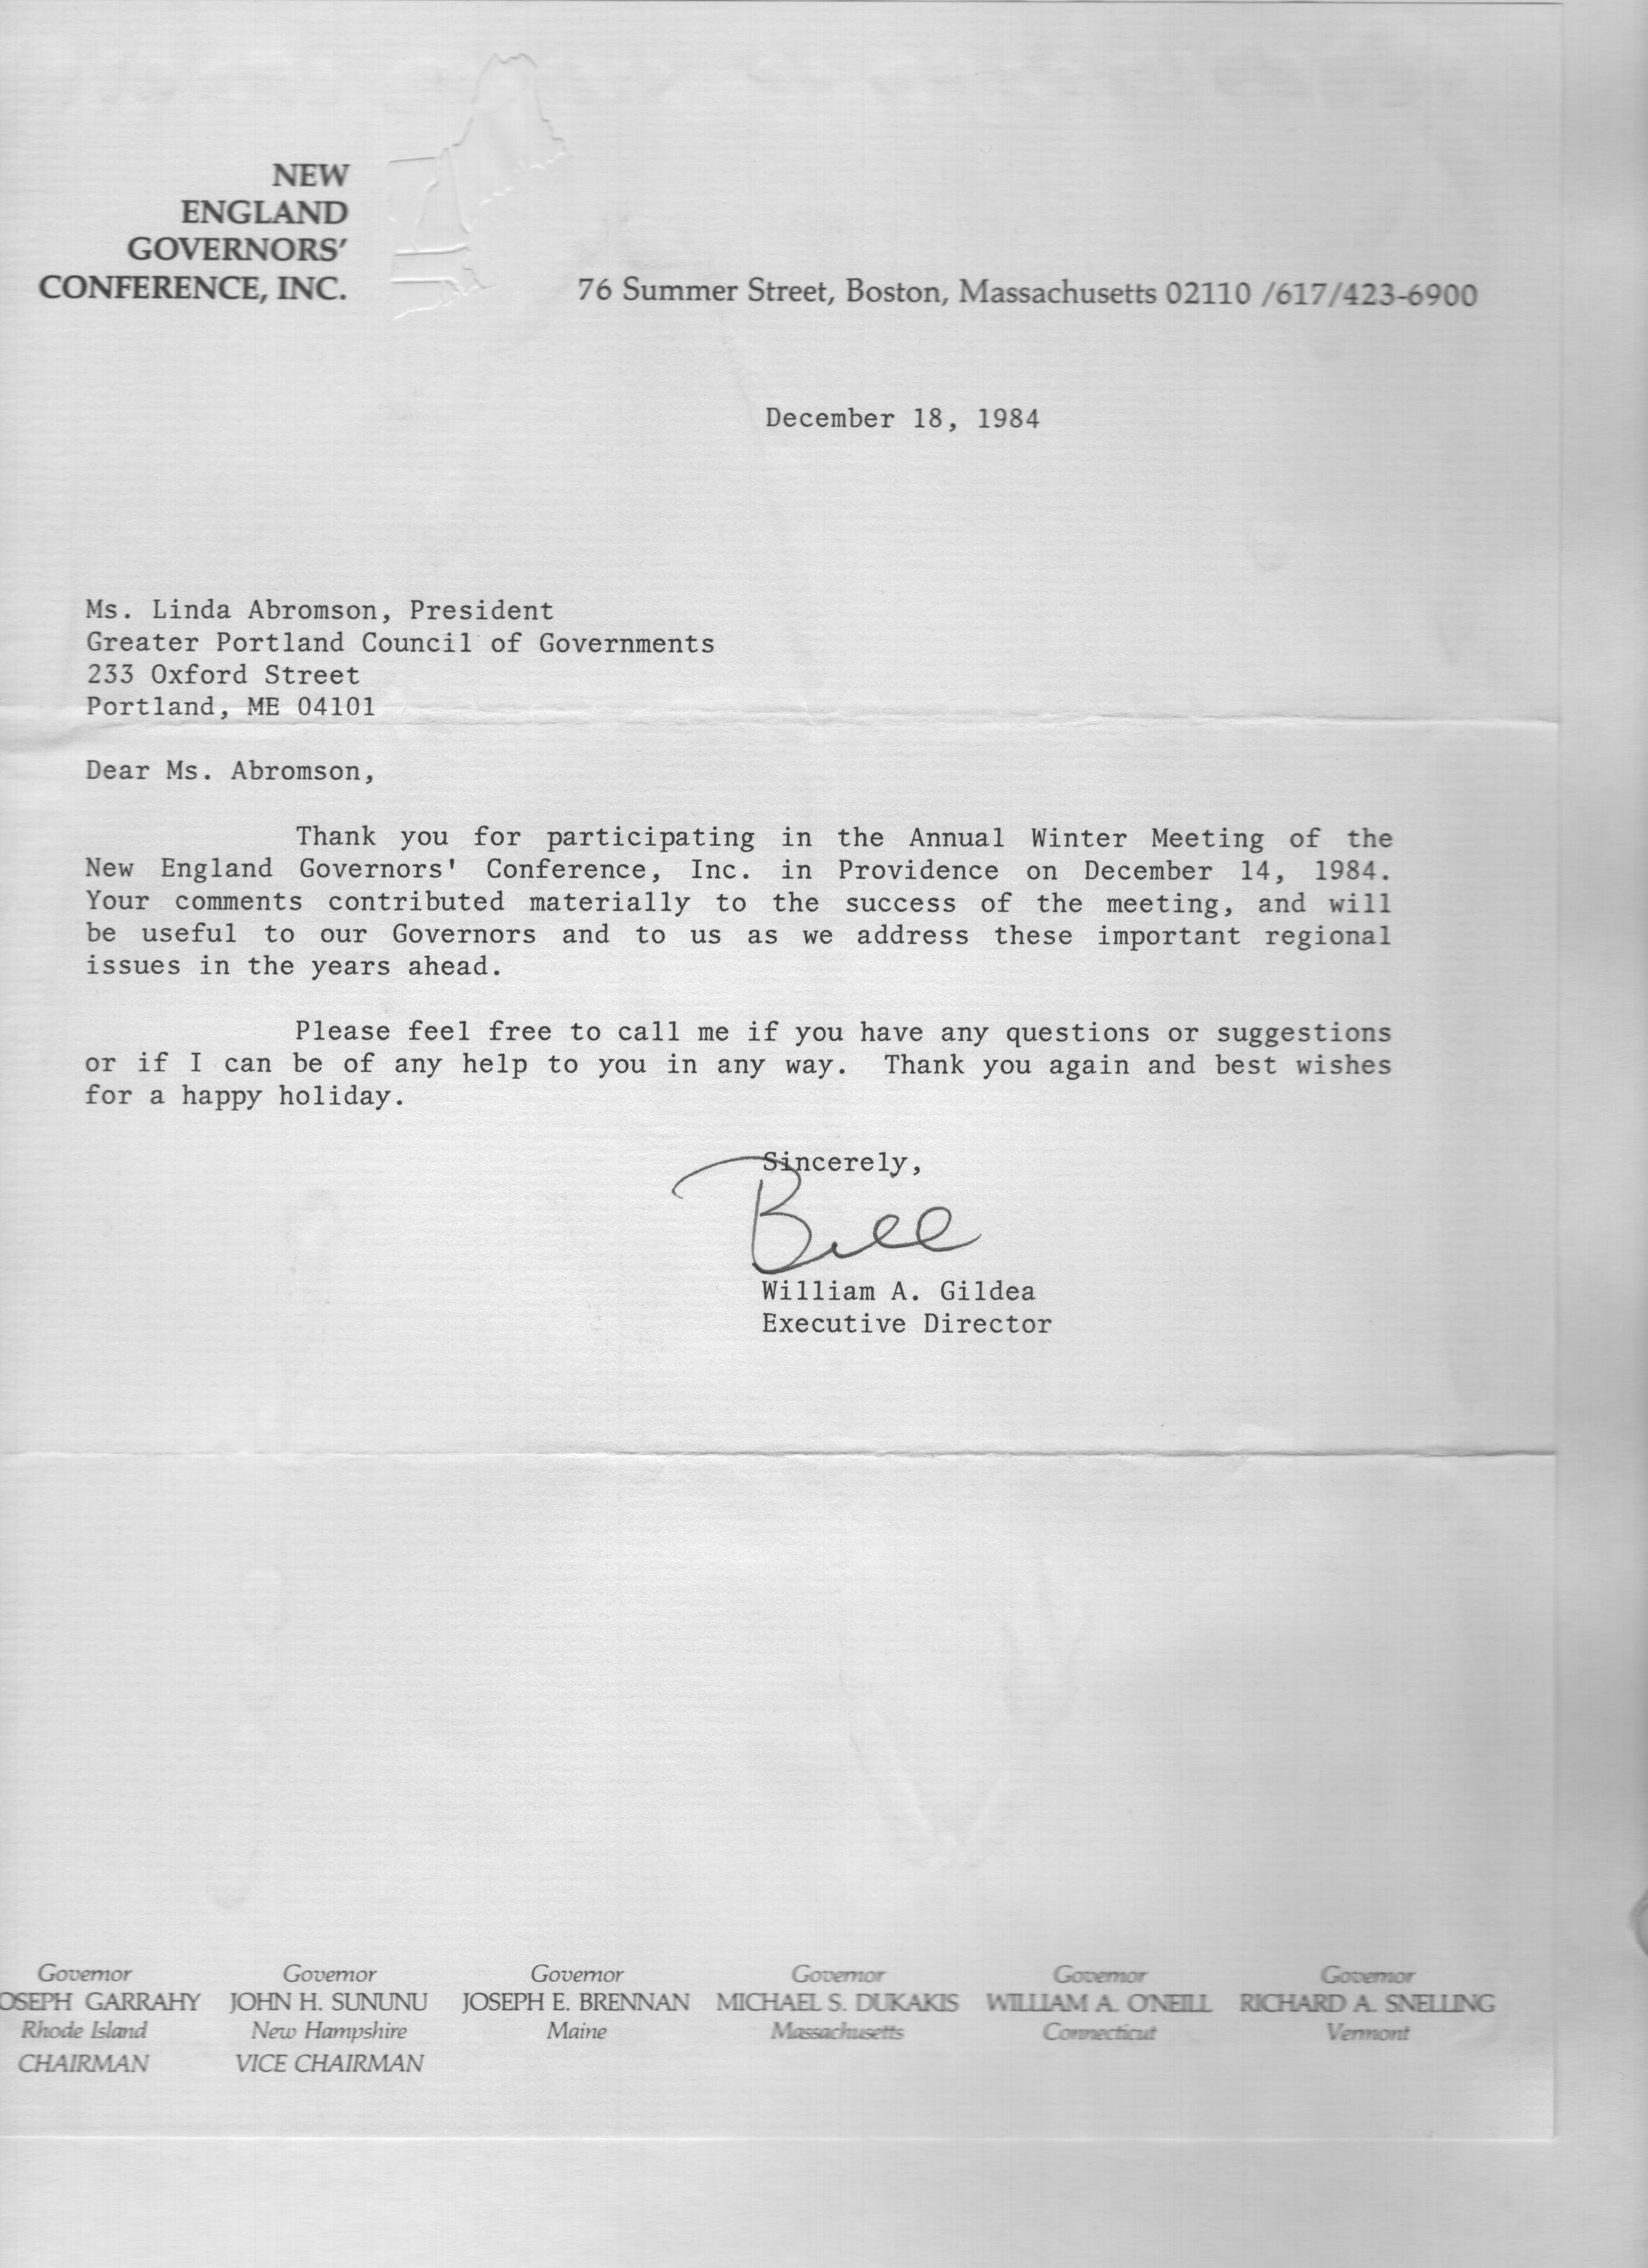 NEW
ENGLAND
GOVERNORS'
CONFERENCE, INC.
76 Summer Street, Boston, Massachusetts 02110 /617/423-6900
December 18, 1984
Ms. Linda Abromson, President
Greater Portland Council of Governments
233 Oxford Street
Portland, ME 04101
Dear Ms. Abromson,
Thank you for participating in the Annual Winter Meeting of the
New England Governors' Conference, Inc. in Providence on December 14, 1984.
Your comments contributed materially to the success of the meeting, and will
be useful to our Governors and to us as we address these important regional
issues in the years ahead.
Please feel free to call me if you have any questions or suggestions
or if I can be of any help to you in any way. Thank you again and best wishes
for a happy holiday.
Sincerely,
Bill
William A. Gildea
Executive Director
Governor Governor Governor Governor Governor Governor
OSEPH GARRAHY JOHN H. SUNUNU JOSEPH E. BRENNAN MICHAEL S. DUKAKIS WILLIAM A. O'NEILL RICHARD A. SNELLING
Rhode Island New Hampshire Maine Massachusetts Connecticut Vermont
CHAIRMAN VICE CHAIRMAN